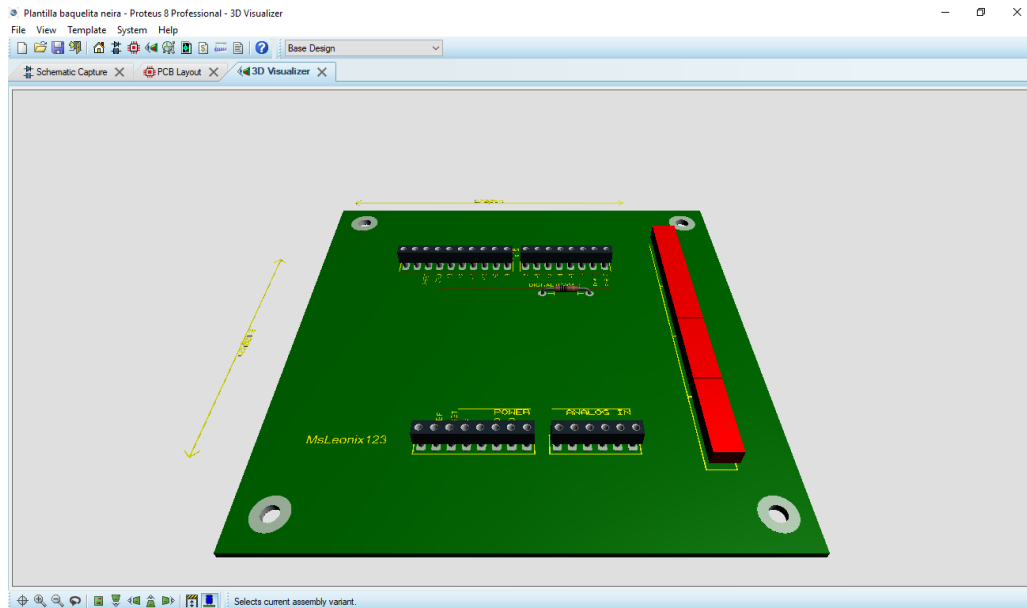 Plantilla baquelita neira - Proteus 8 Professional - 3D Visualizer
File View Template System Help
Base Design
Schematic Capture PCB Layout 3D Visualizer
POWER ANALOG IN
MsLeonix123
Selects current assembly variant.